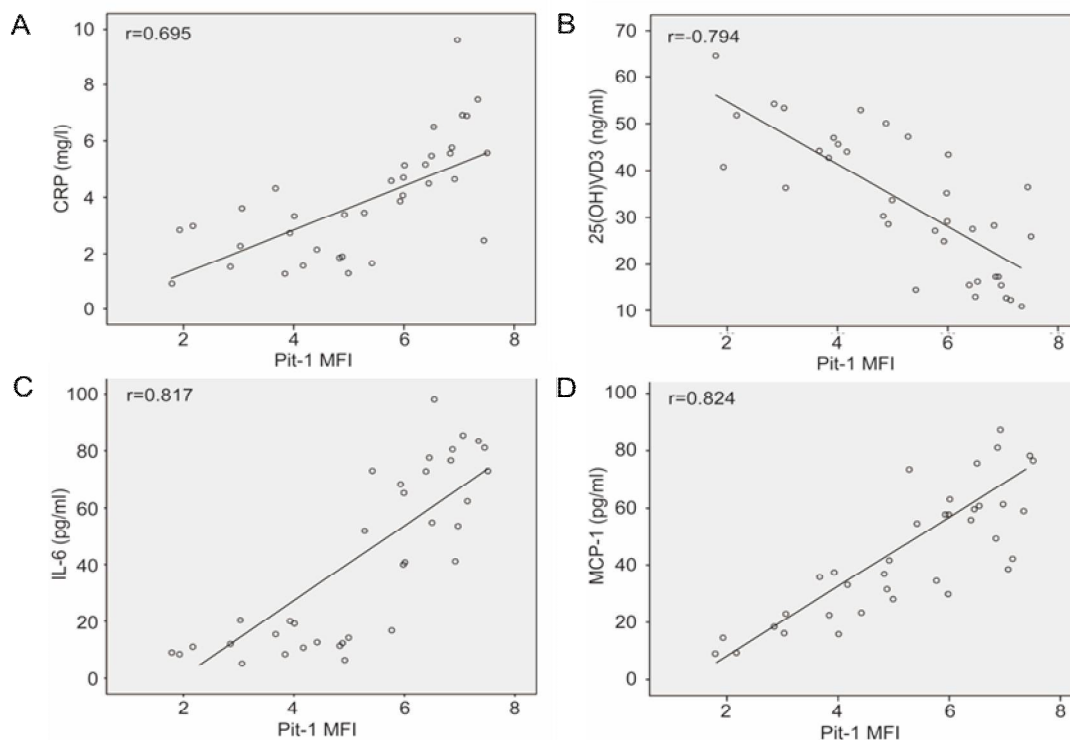 A
r=0.695
CRP (mg/l)
10
8
6
4
2
0
2 4 6 8
Pit-1 MFI
B
r=-0.794
25(OH)VD3 (ng/ml)
70
60
50
40
30
20
10
2 4 6 8
Pit-1 MFI
C
r=0.817
IL-6 (pg/ml)
100
80
60
40
20
0
2 4 6 8
Pit-1 MFI
D
r=0.824
MCP-1 (pg/ml)
100
80
60
40
20
0
2 4 6 8
Pit-1 MFI